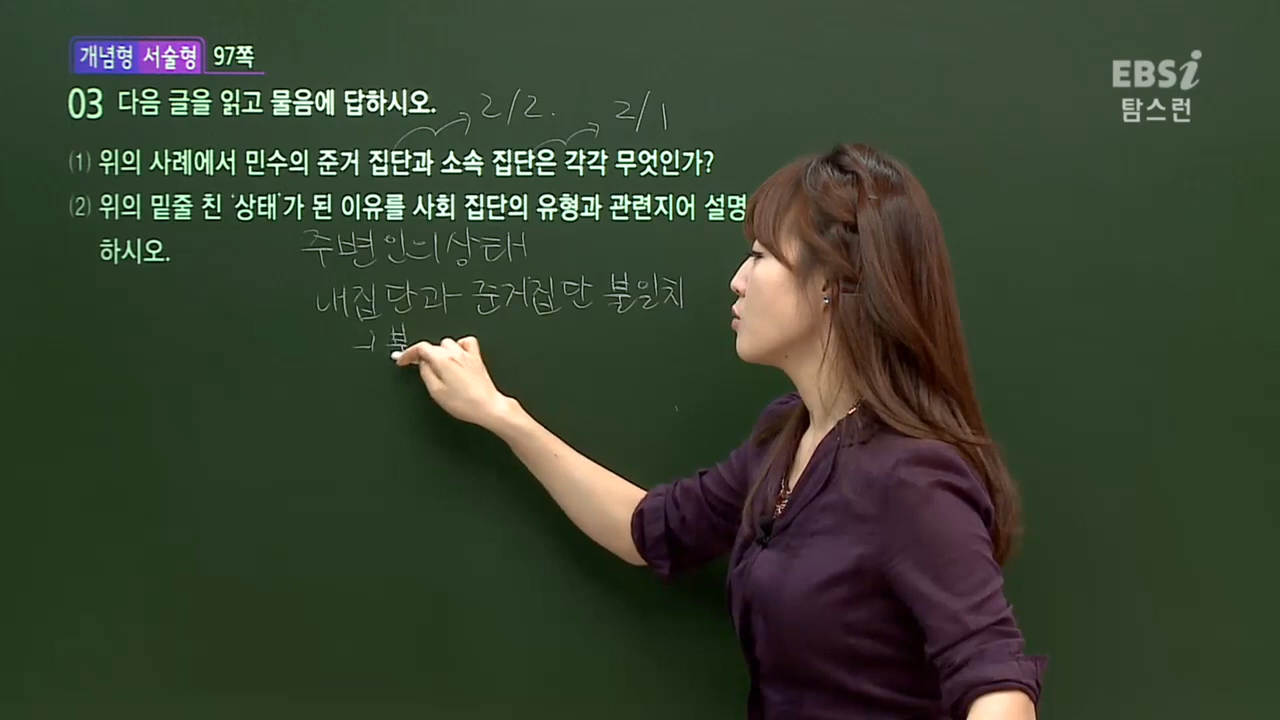 개념형 서술형 97쪽
EBSi
탐스런
03 다음 글을 읽고 물음에 답하시오.
2/2. 2/1
(1) 위의 사례에서 민수의 준거 집단과 소속 집단은 각각 무엇인가?
(2) 위의 밑줄 친 '상태'가 된 이유를 사회 집단의 유형과 관련지어 설명
하시오.
주변인의상태
내집단과 준거집단 불일치
→ 불